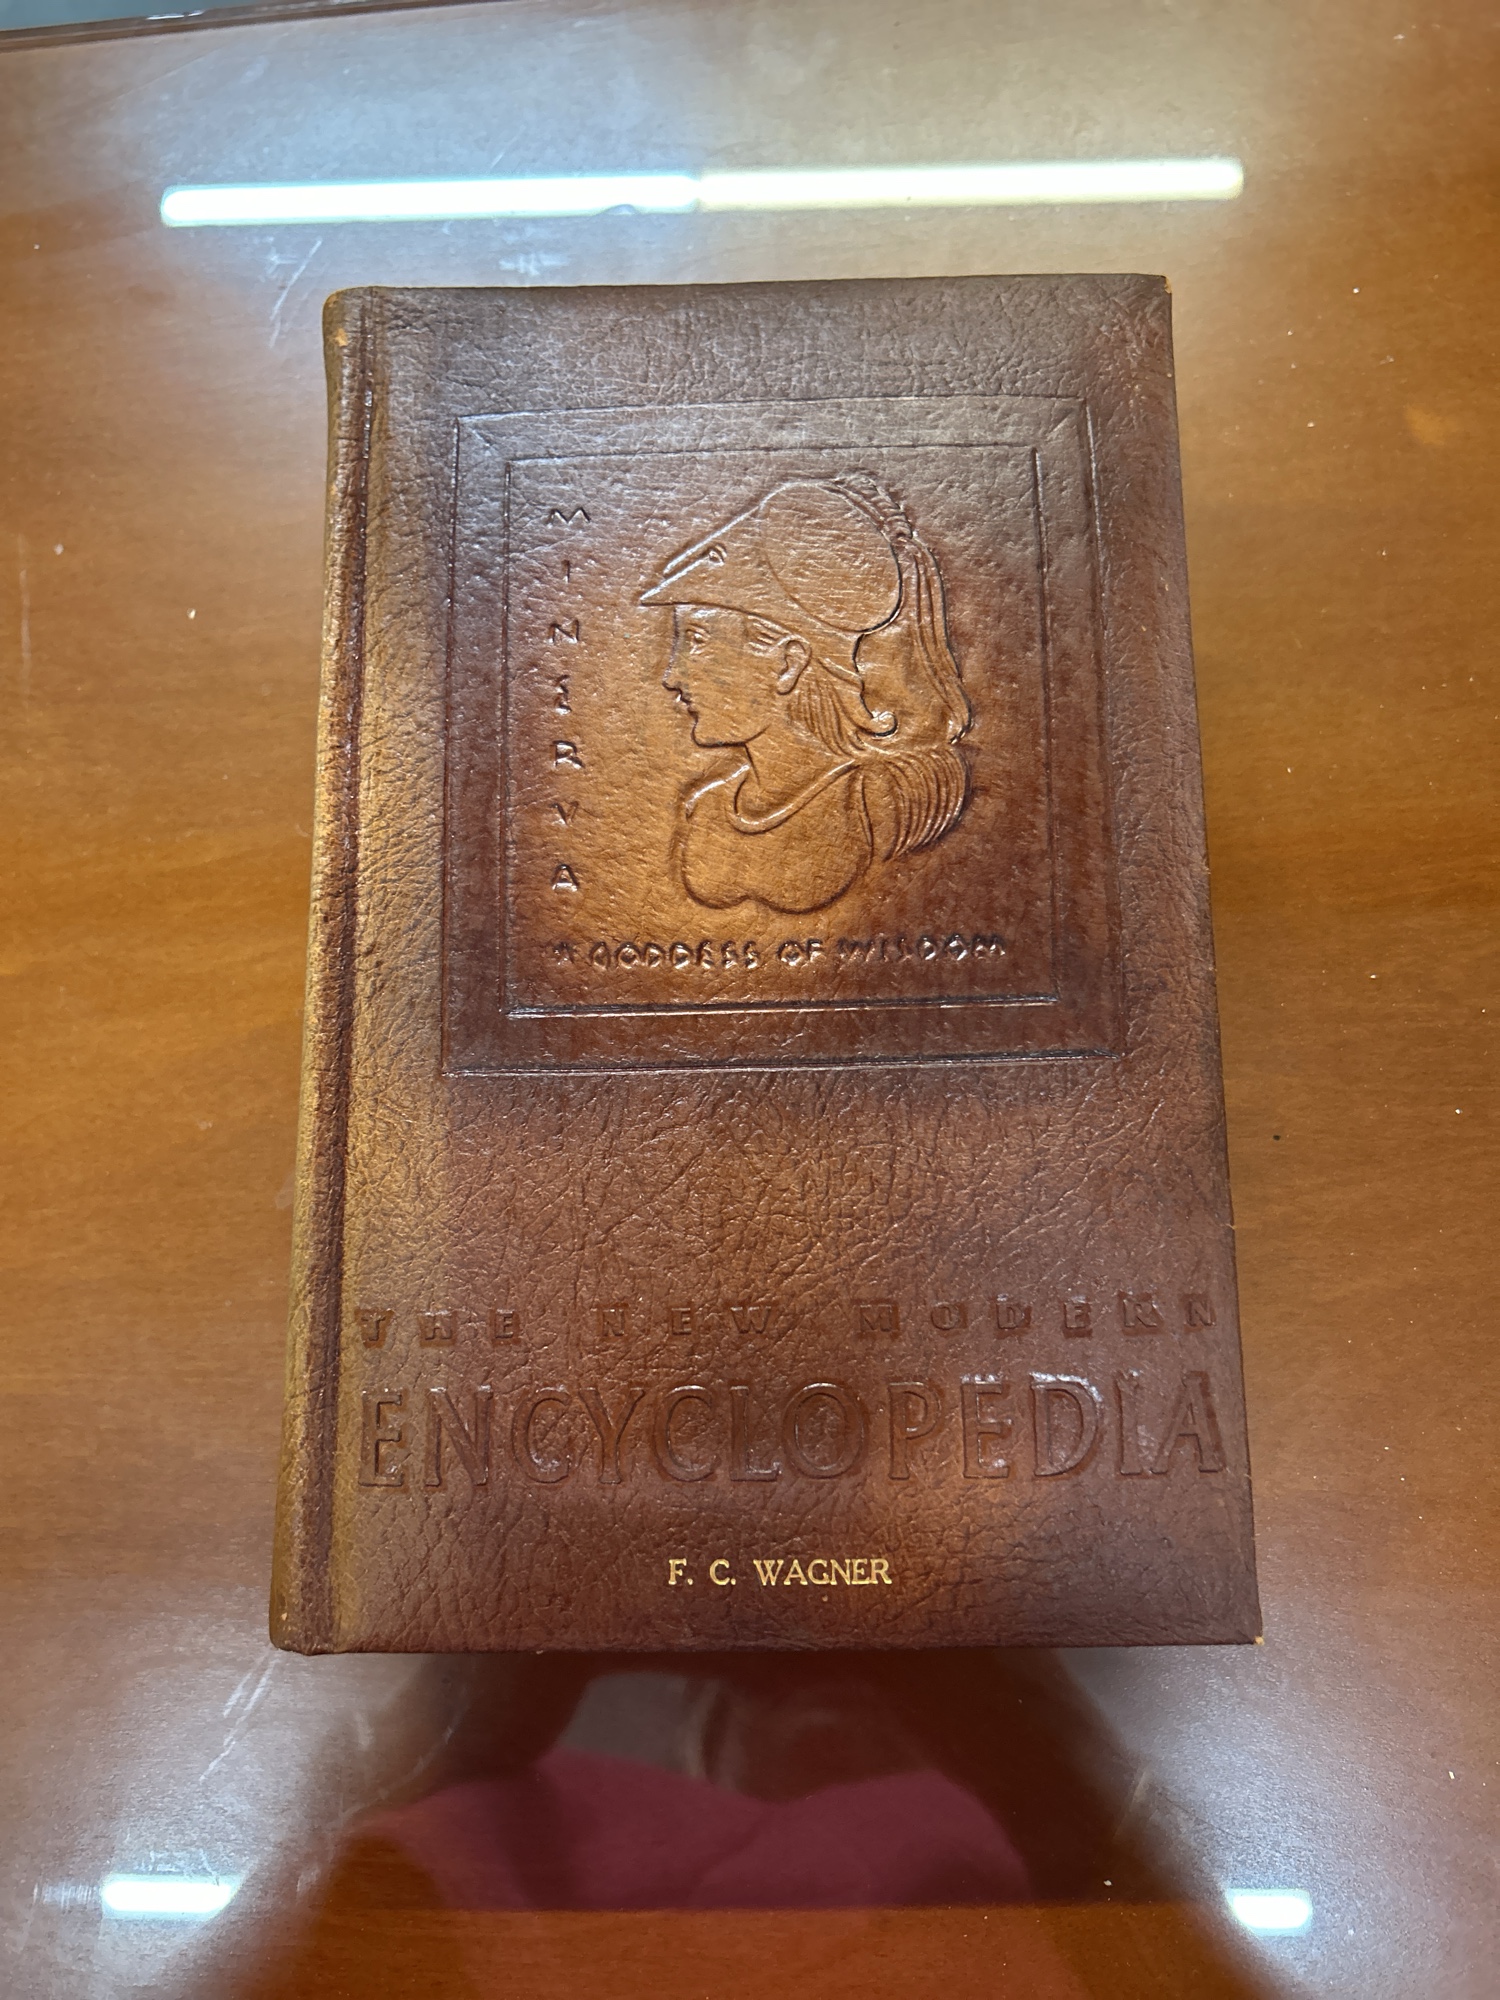 MINERVA
* GODDESS OF WISDOM
THE NEW MODERN
ENCYCLOPEDIA
F. C. WAGNER